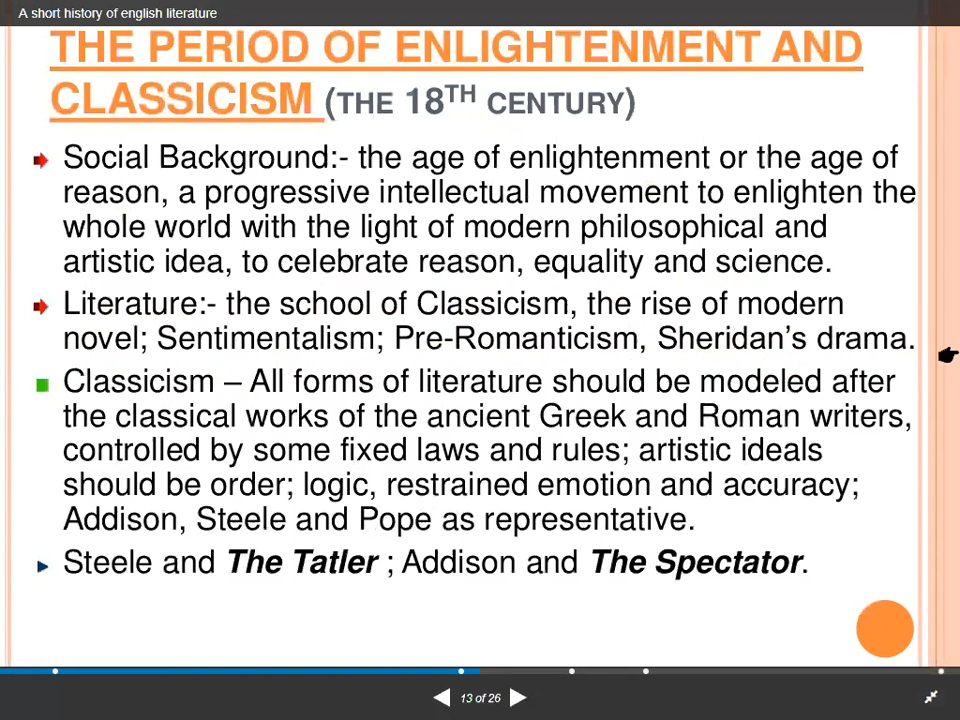 A short history of english literature
THE PERIOD OF ENLIGHTENMENT AND
CLASSICISM (THE 18TH CENTURY)
Social Background:- the age of enlightenment or the age of
reason, a progressive intellectual movement to enlighten the
whole world with the light of modern philosophical and
artistic idea, to celebrate reason, equality and science.
Literature:- the school of Classicism, the rise of modern
novel; Sentimentalism; Pre-Romanticism, Sheridan's drama.
Classicism – All forms of literature should be modeled after
the classical works of the ancient Greek and Roman writers,
controlled by some fixed laws and rules; artistic ideals
should be order; logic, restrained emotion and accuracy;
Addison, Steele and Pope as representative.
Steele and The Tatler ; Addison and The Spectator.
13 of 26